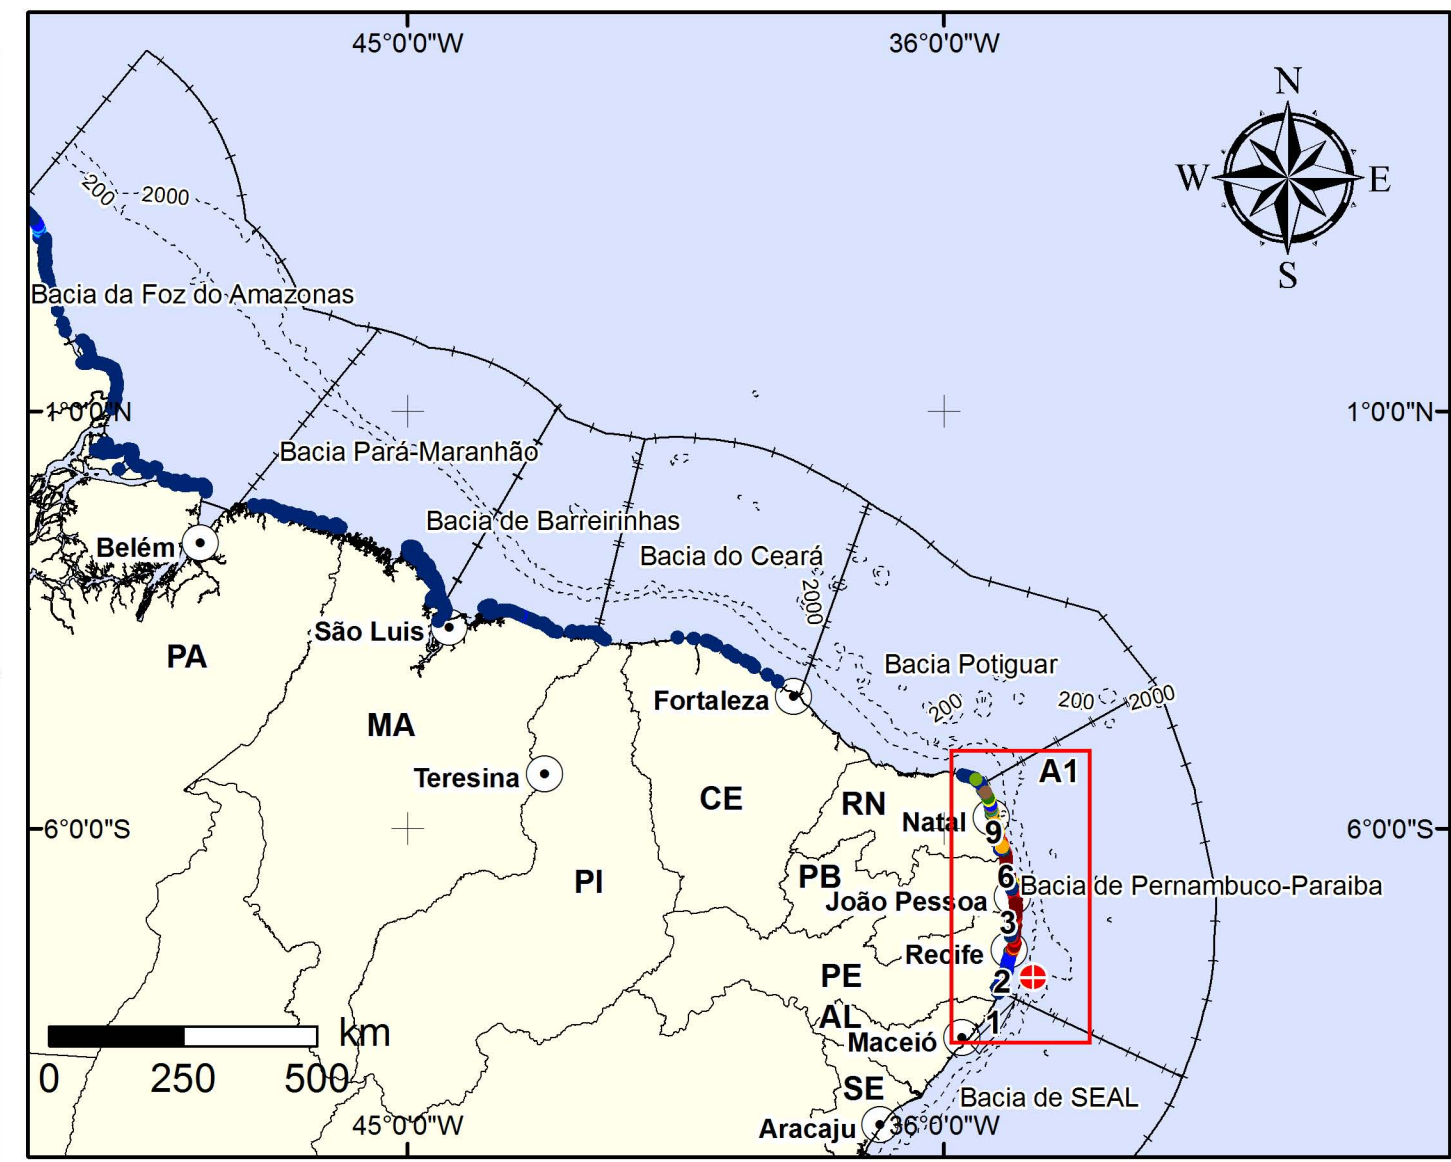 45°0'0"W
36°0'0"W
N
W
E
S
200
2000
Bacia da Foz do Amazonas
1°0'0"N
1°0'0"N
Bacia Pará-Maranhão
Bacia de Barreirinhas
Belém
Bacia do Ceará
2000
São Luis
PA
Bacia Potiguar
Fortaleza
200
200
2000
MA
Teresina
A1
CE
RN
Natal
9
6°0'0"S
6°0'0"S
PI
PB
6
Bacia de Pernambuco-Paraiba
João Pessoa
3
Recife
PE
2
AL
1
Maceió
km
0
250
500
SE
Bacia de SEAL
45°0'0"W
Aracaju
36°0'0"W